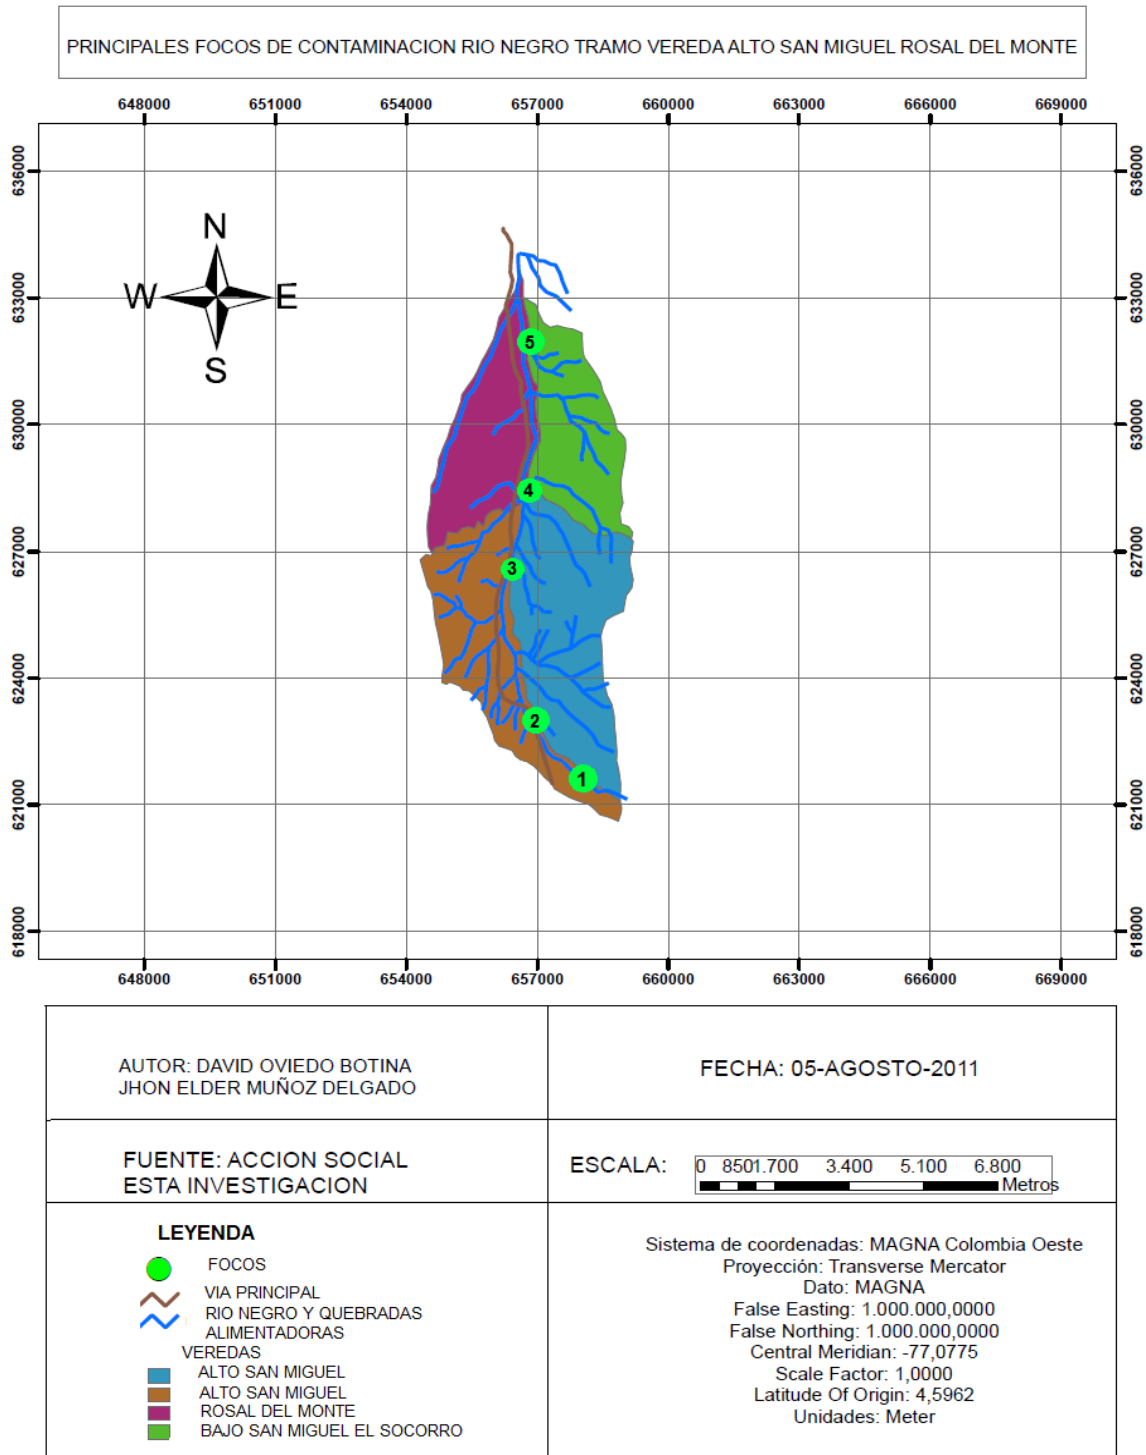 PRINCIPALES FOCOS DE CONTAMINACION RIO NEGRO TRAMO VEREDA ALTO SAN MIGUEL ROSAL DEL MONTE
648000 651000 654000 657000 660000 663000 666000 669000
636000 636000
N
633000 633000
W E
S
5
630000 630000
4
627000 627000
3
624000 624000
2
1
621000 621000
618000 618000
648000 651000 654000 657000 660000 663000 666000 669000
AUTOR: DAVID OVIEDO BOTINA
JHON ELDER MUÑOZ DELGADO
FECHA: 05-AGOSTO-2011
FUENTE: ACCION SOCIAL
ESTA INVESTIGACION
ESCALA: 0 850 1.700 3.400 5.100 6.800
Metros
LEYENDA
FOCOS
VIA PRINCIPAL
RIO NEGRO Y QUEBRADAS
ALIMENTADORAS
VEREDAS
ALTO SAN MIGUEL
ALTO SAN MIGUEL
ROSAL DEL MONTE
BAJO SAN MIGUEL EL SOCORRO
Sistema de coordenadas: MAGNA Colombia Oeste
Proyección: Transverse Mercator
Dato: MAGNA
False Easting: 1.000.000,0000
False Northing: 1.000.000,0000
Central Meridian: -77,0775
Scale Factor: 1,0000
Latitude Of Origin: 4,5962
Unidades: Meter